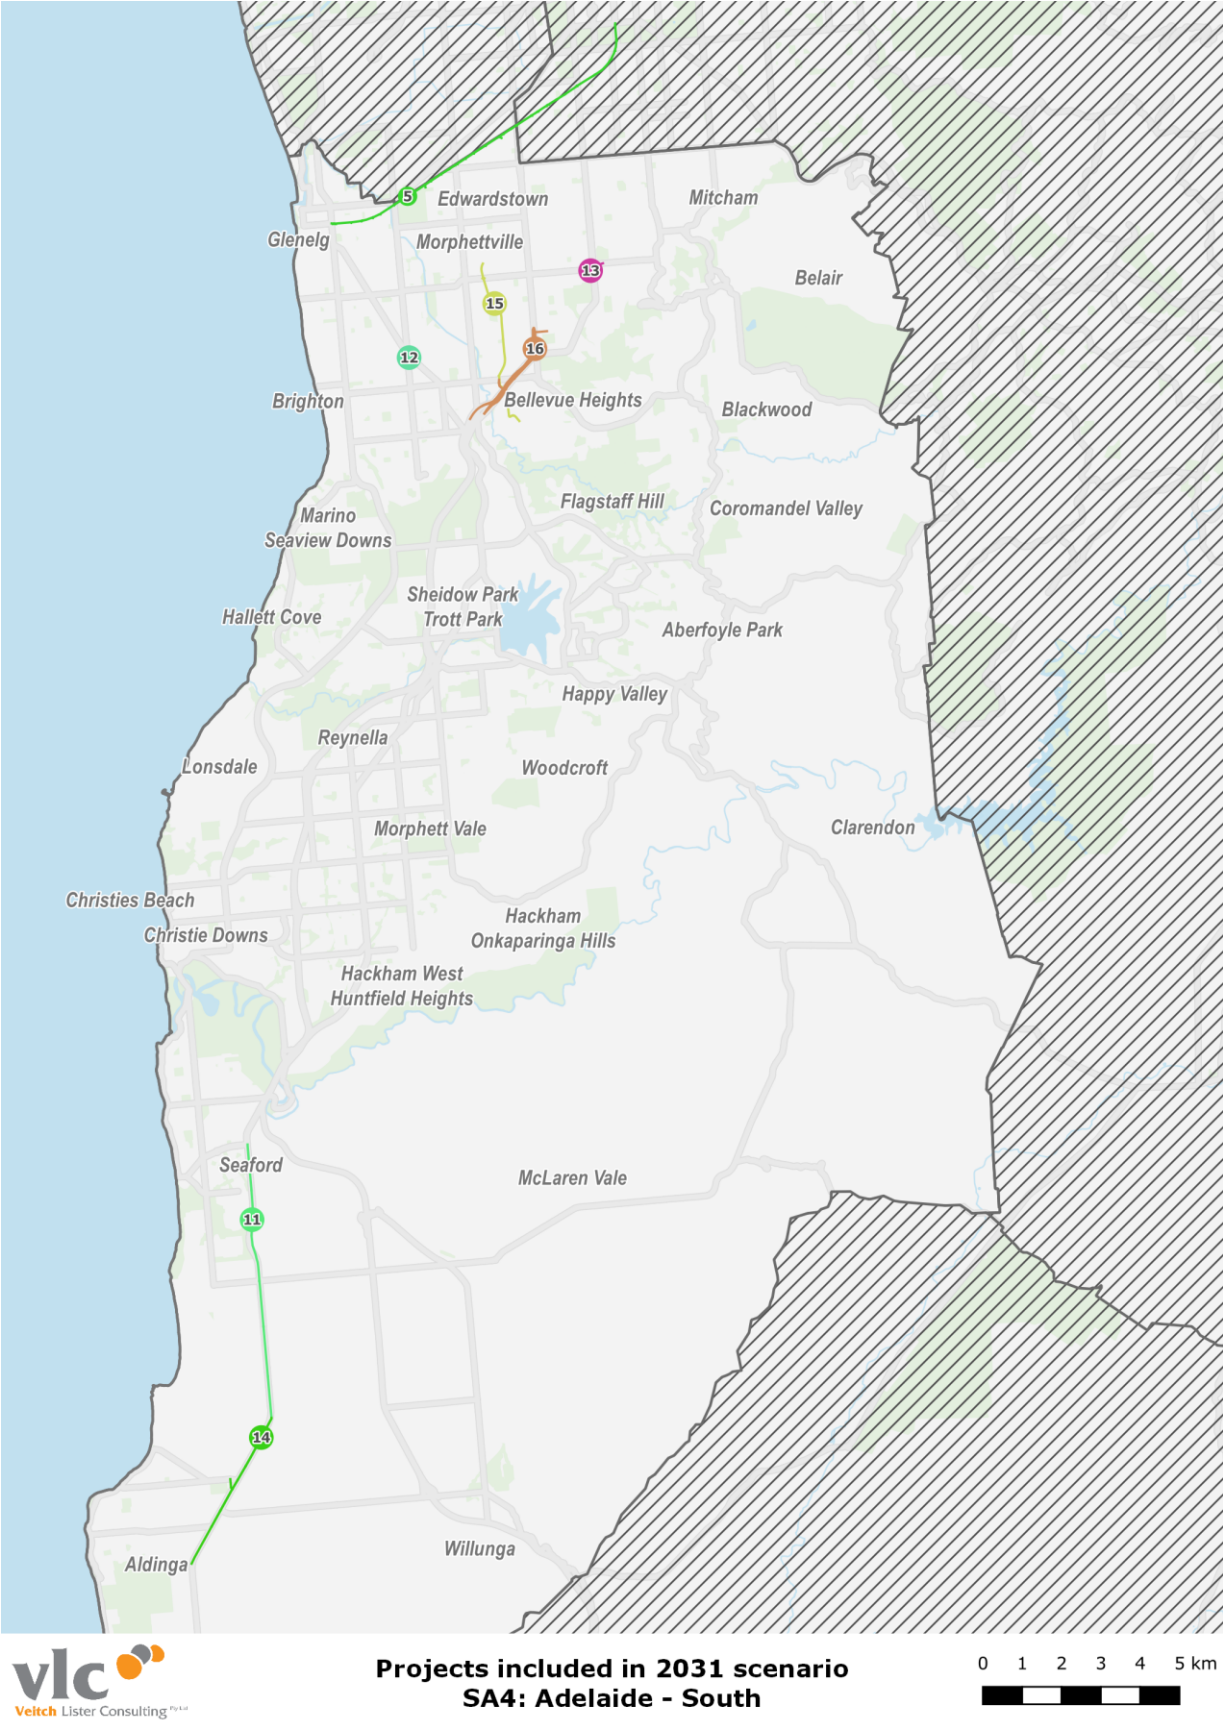 5
Edwardstown
Mitcham
Glenelg
Morphettville
13
Belair
15
16
12
Brighton
Bellevue Heights
Blackwood
Flagstaff Hill
Coromandel Valley
Marino
Seaview Downs
Sheidow Park
Trott Park
Hallett Cove
Aberfoyle Park
Happy Valley
Reynella
Lonsdale
Woodcroft
Morphett Vale
Clarendon
Christies Beach
Christie Downs
Hackham
Onkaparinga Hills
Hackham West
Huntfield Heights
Seaford
McLaren Vale
11
14
Aldinga
Willunga
vlc
Veitch Lister Consulting Pty Ltd
Projects included in 2031 scenario
SA4: Adelaide - South
0 1 2 3 4 5 km